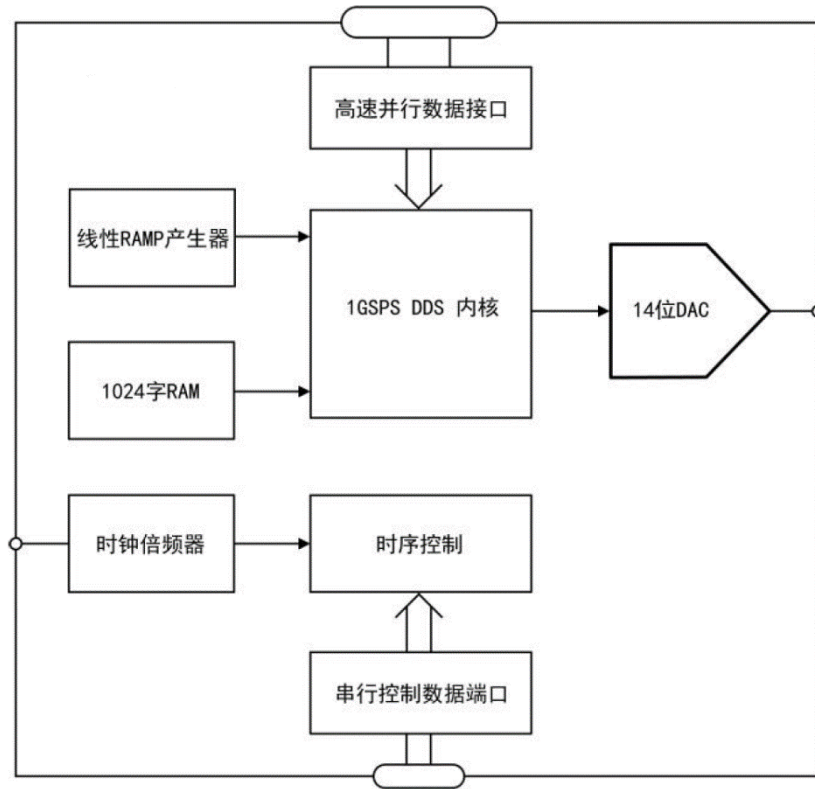 高速并行数据接口
线性RAMP产生器
1GSPS DDS 内核
14位DAC
1024字RAM
时钟倍频器
时序控制
串行控制数据端口